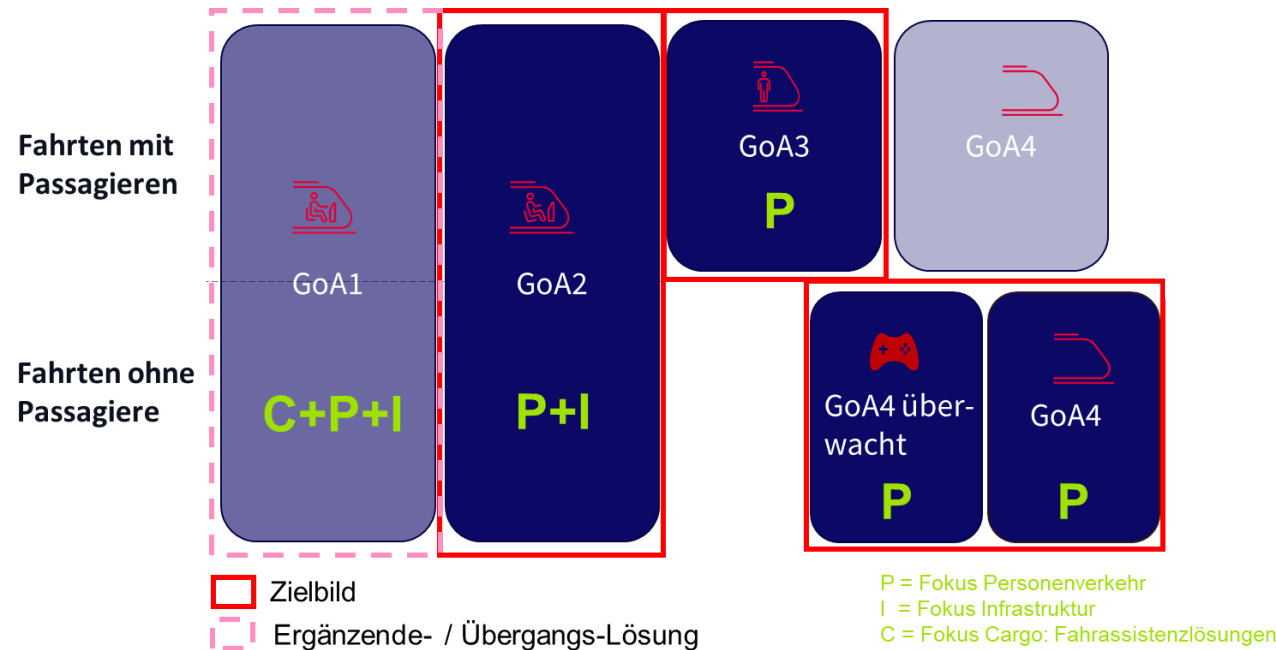 Fahrten mit
Passagieren
GoA1
GoA2
GoA3
P
GoA4
Fahrten ohne
Passagiere
C+P+I
P+I
GoA4 über-
wacht
P
GoA4
P
Zielbild
Ergänzende- / Übergangs-Lösung
P = Fokus Personenverkehr
I = Fokus Infrastruktur
C = Fokus Cargo: Fahrassistenzlösungen